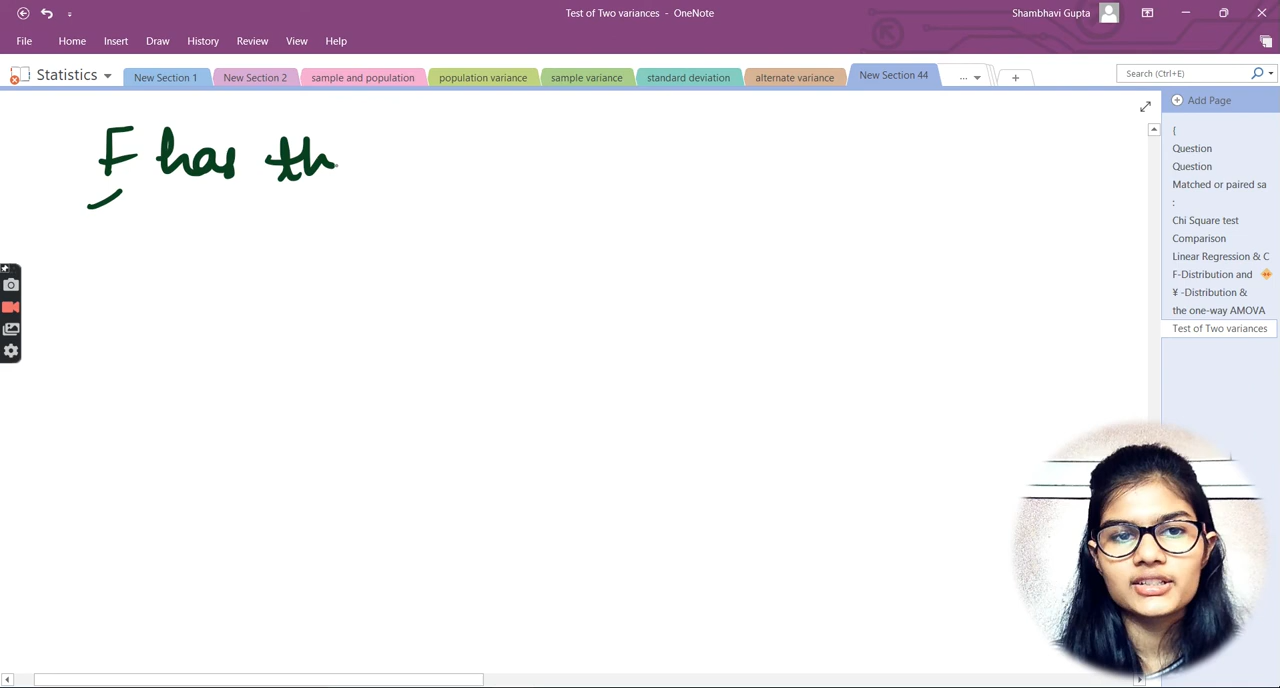 Test of Two variances - OneNote
Shambhavi Gupta
File Home Insert Draw History Review View Help
Statistics
New Section 1 New Section 2 sample and population population variance sample variance standard deviation alternate variance New Section 44 ... +
Search (Ctrl+E)
Add Page
{
Question
Question
Matched or paired sa
:
Chi Square test
Comparison
Linear Regression & C
F-Distribution and
¥ -Distribution &
the one-way AMOVA
Test of Two variances
F has th